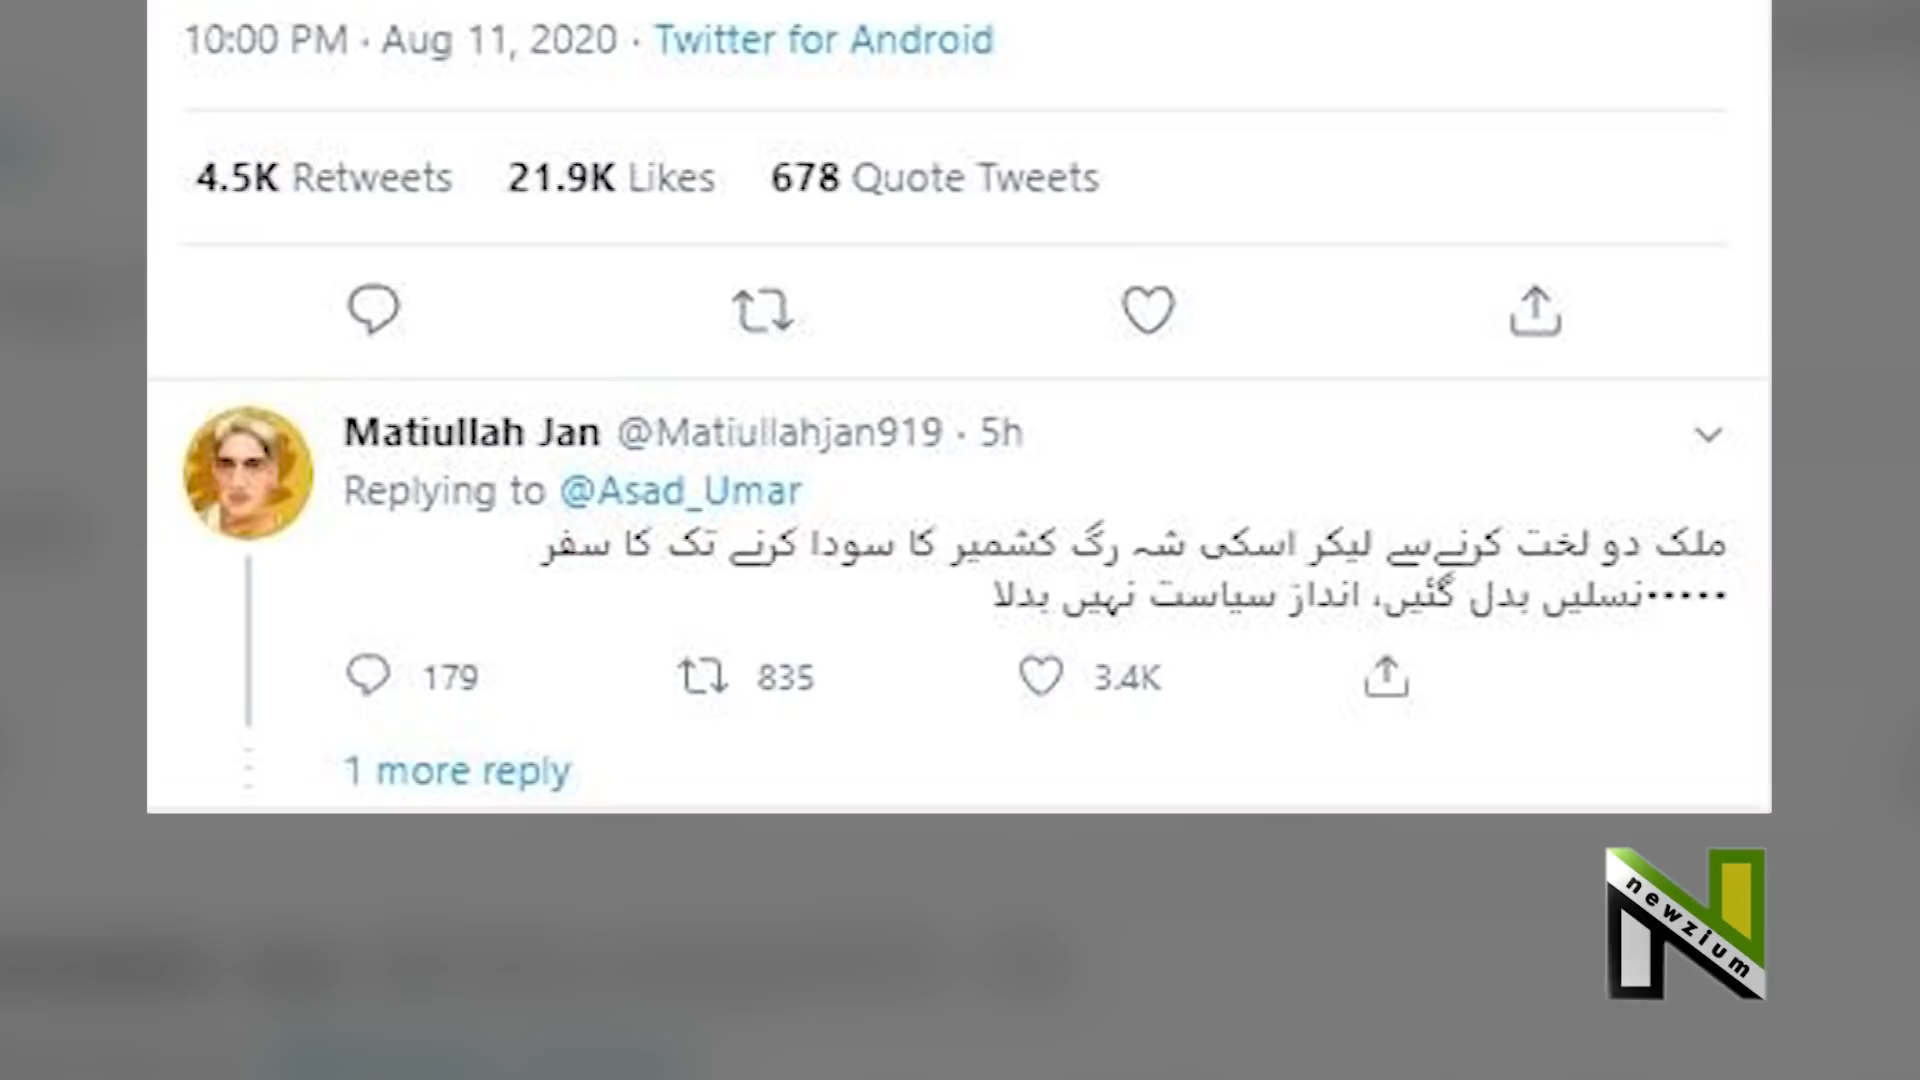 10:00 PM · Aug 11, 2020 · Twitter for Android
4.5K Retweets 21.9K Likes 678 Quote Tweets
Matiullah Jan @Matiullahjan919 · 5h
Replying to @Asad_Umar
ملک دو لخت کرنےسے لیکر اسکی شہ رگ کشمیر کا سودا کرنے تک کا سفر
•••••نسلیں بدل گئیں، انداز سیاست نہیں بدلا
179 835 3.4K
1 more reply
newzium